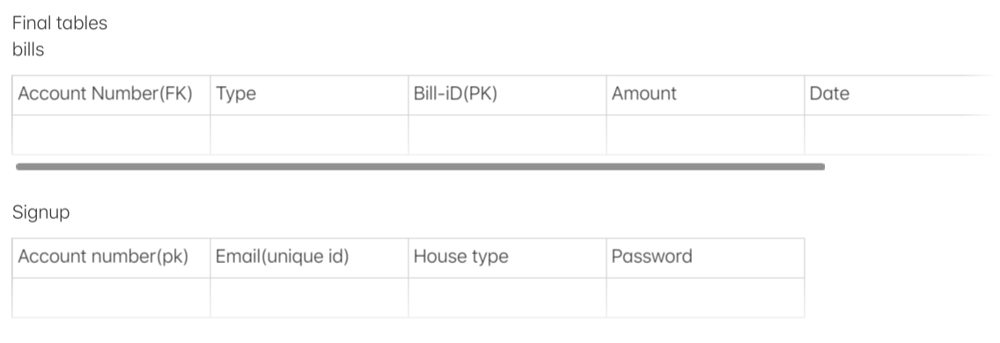 Final tables
bills
Account Number(FK) Type Bill-iD(PK) Amount Date
Signup
Account number(pk) Email(unique id) House type Password